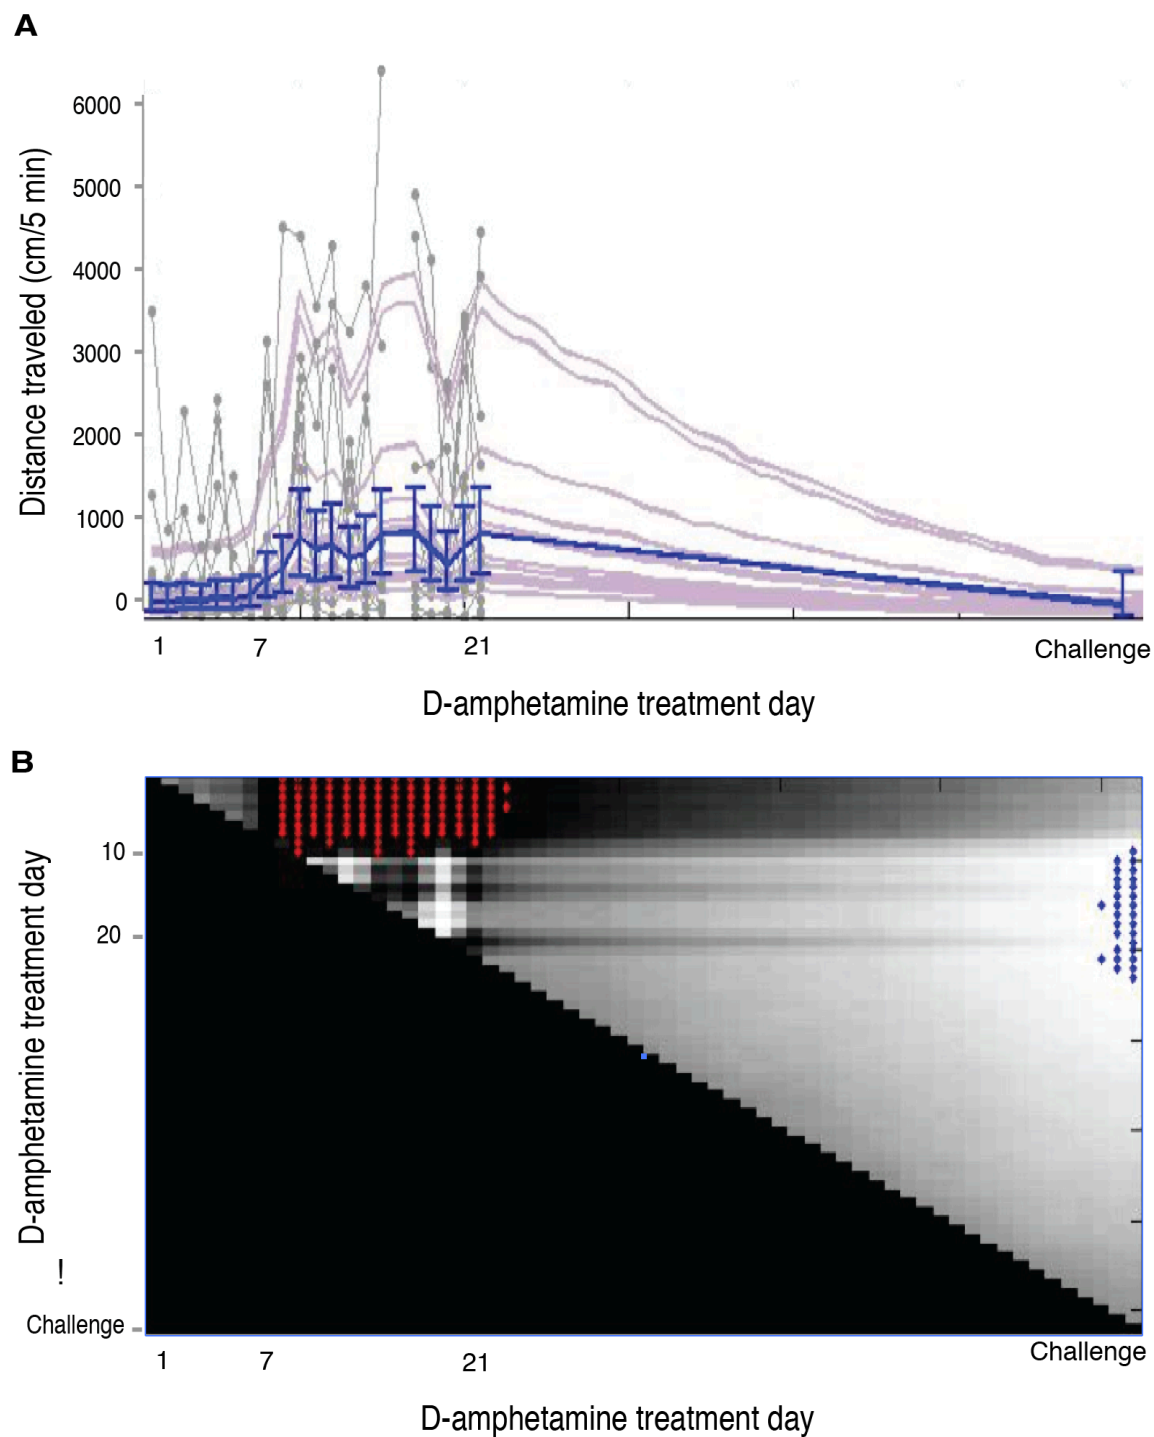 A
6000
5000
4000
3000
2000
1000
0
Distance traveled (cm/5 min)
1 7 21 Challenge
D-amphetamine treatment day
B
10
20
D-amphetamine treatment day
!
Challenge
1 7 21 Challenge
D-amphetamine treatment day